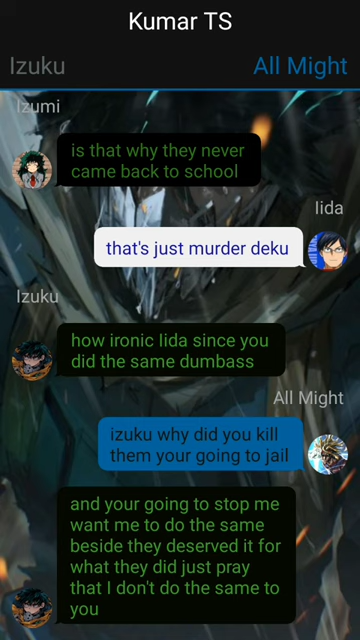 Kumar TS
Izuku All Might
Izumi
is that why they never
came back to school
Iida
that's just murder deku
Izuku
how ironic Iida since you
did the same dumbass
All Might
izuku why did you kill
them your going to jail
and your going to stop me
want me to do the same
beside they deserved it for
what they did just pray
that I don't do the same to
you